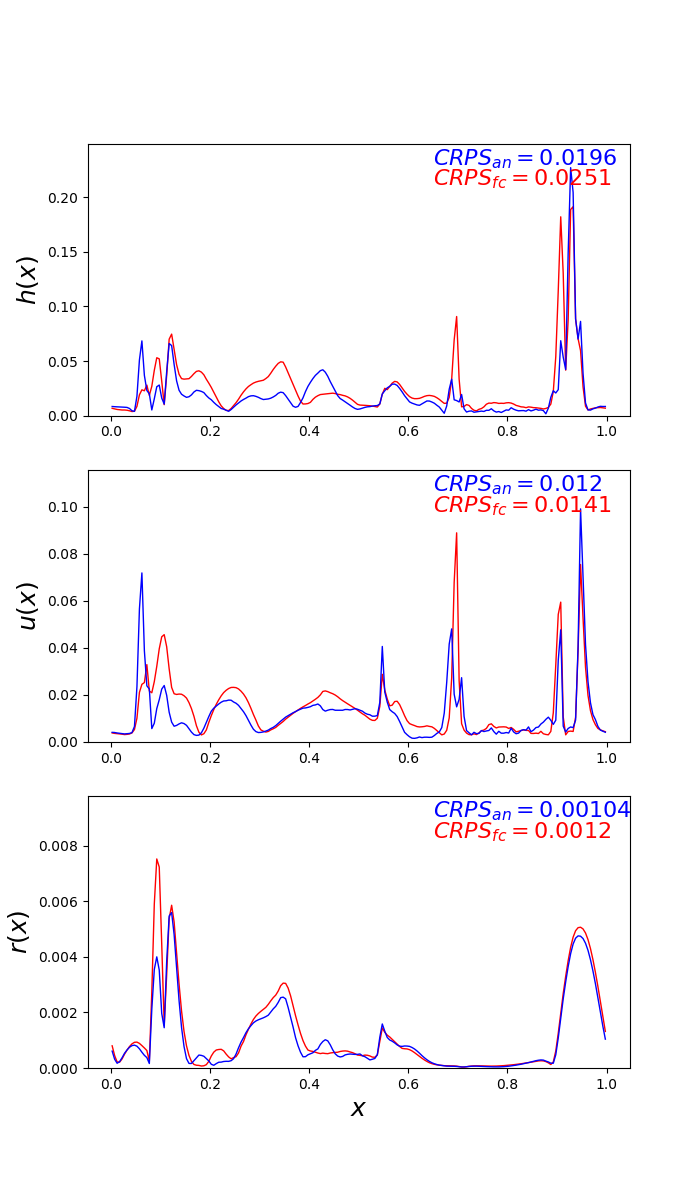 CRPS_an = 0.0196
CRPS_fc = 0.0251
h(x)
0.20
0.15
0.10
0.05
0.00
0.0 0.2 0.4 0.6 0.8 1.0
CRPS_an = 0.012
CRPS_fc = 0.0141
u(x)
0.10
0.08
0.06
0.04
0.02
0.00
0.0 0.2 0.4 0.6 0.8 1.0
CRPS_an = 0.00104
CRPS_fc = 0.0012
r(x)
0.008
0.006
0.004
0.002
0.000
0.0 0.2 0.4 0.6 0.8 1.0
x